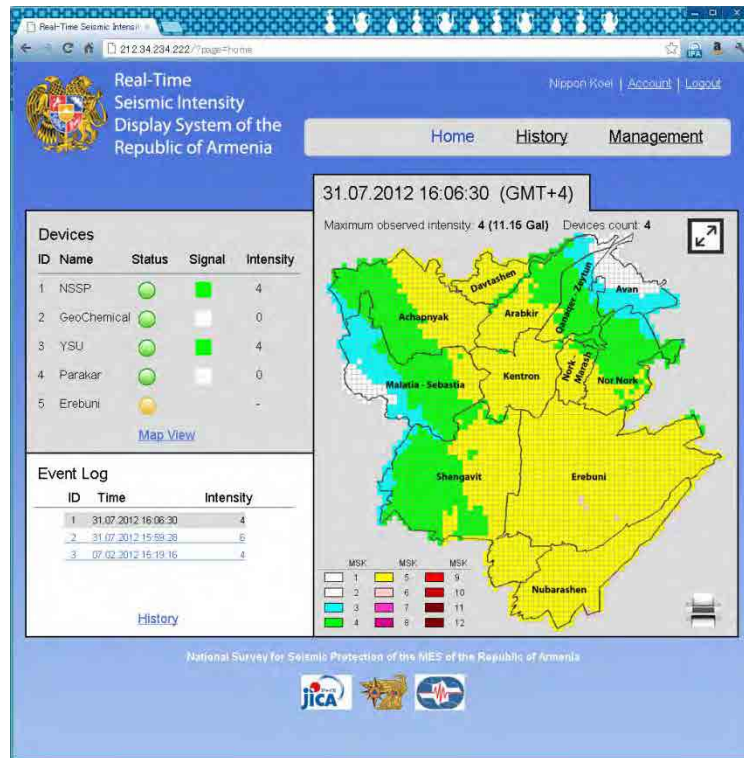 Real-Time Seismic Intensi
212.34.234.222/?page=home
Real-Time
Seismic Intensity
Display System of the
Republic of Armenia
Nippon Koei | Account | Logout
Home History Management
31.07.2012 16:06:30 (GMT+4)
Maximum observed intensity: 4 (11.15 Gal) Devices count: 4
Devices
ID Name Status Signal Intensity
1 NSSP 4
2 GeoChemical 0
3 YSU 4
4 Parakar 0
5 Erebuni -
Map View
Event Log
ID Time Intensity
1 31.07.2012 16:06:30 4
2 31.07.2012 15:59:28 6
3 07.02.2012 15:19:16 4
History
Davtashen
Avan
Qanaqer - Zeytun
Achapnyak
Arabkir
Nork - Marash
Kentron
Malatia - Sebastia
Nor Nork
Shengavit
Erebuni
Nubarashen
MSK MSK MSK
1 5 9
2 6 10
3 7 11
4 8 12
National Survey for Seismic Protection of the MES of the Republic of Armenia
jICA